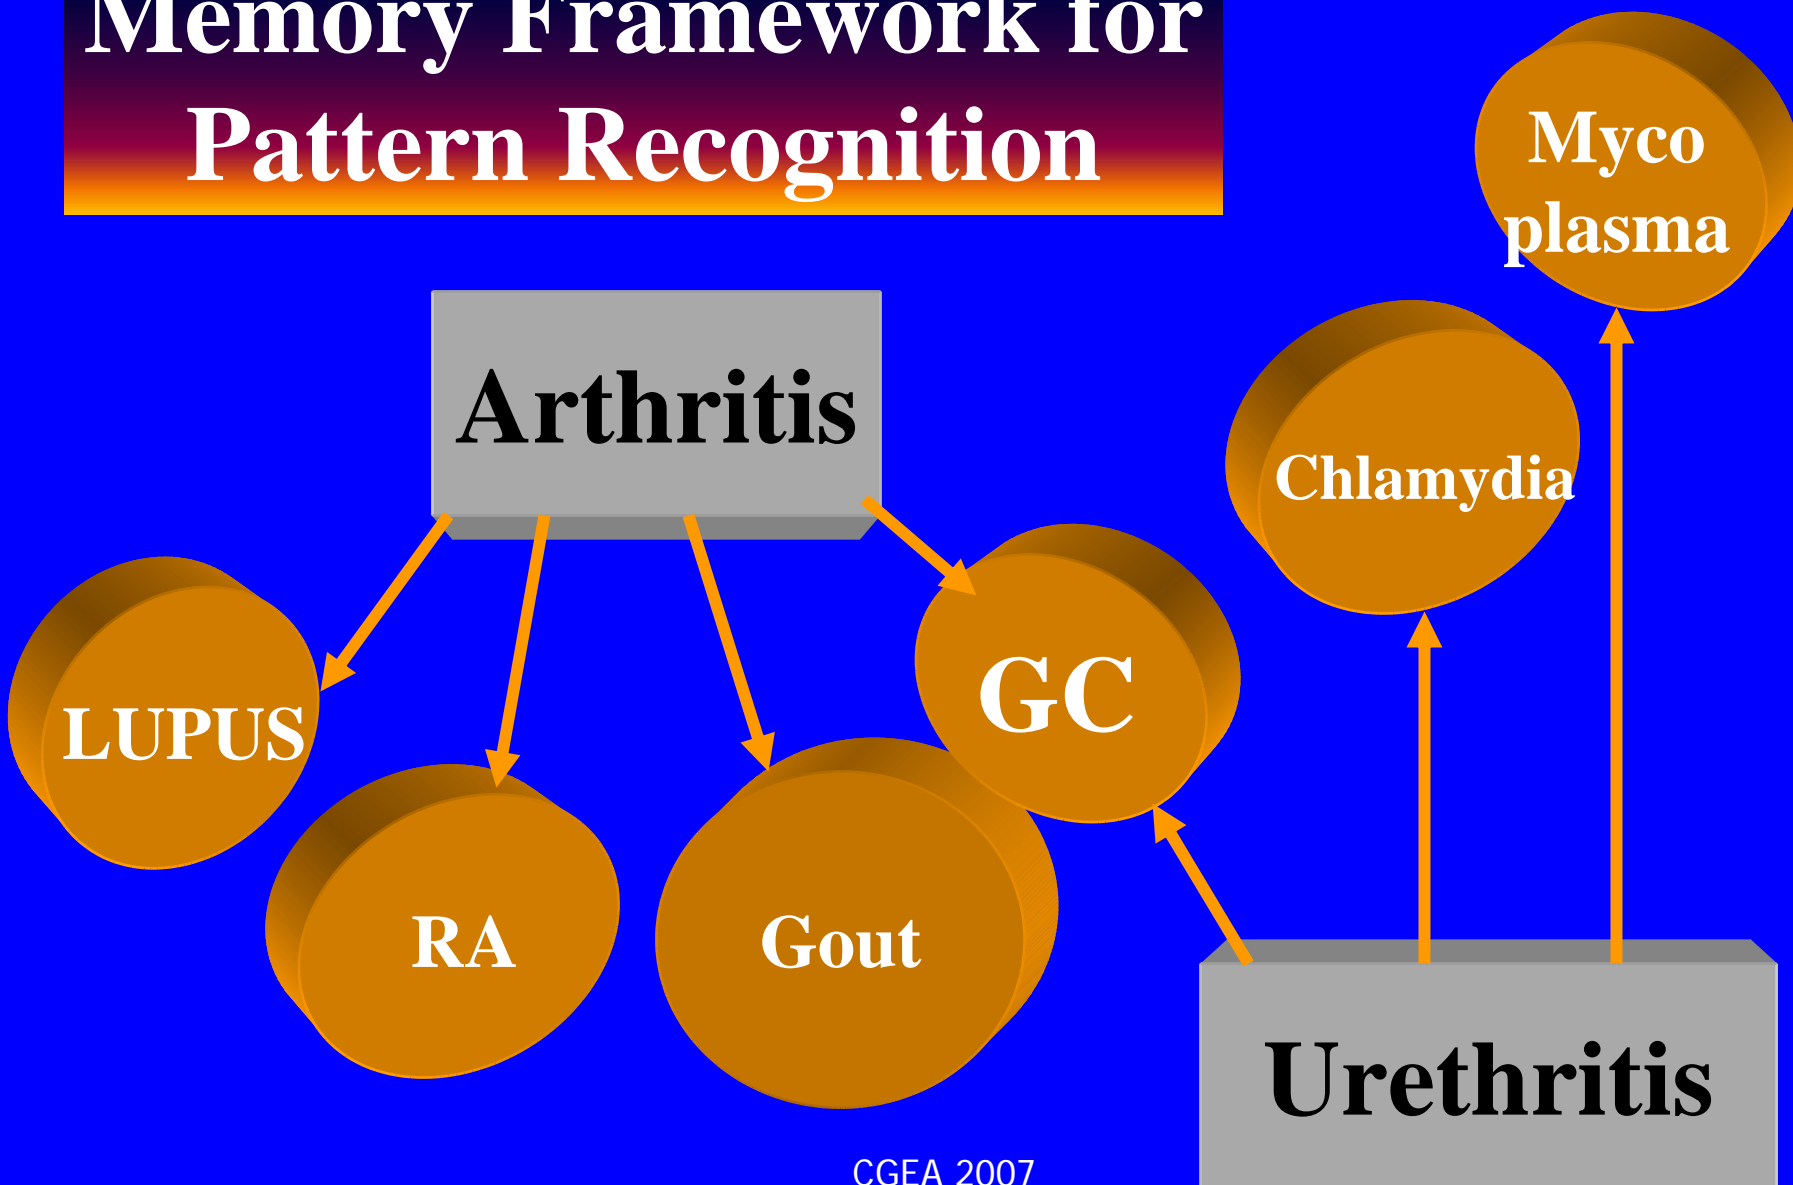 Memory Framework for
Pattern Recognition
Myco
plasma
Arthritis
Chlamydia
GC
LUPUS
RA
Gout
Urethritis
CGEA 2007